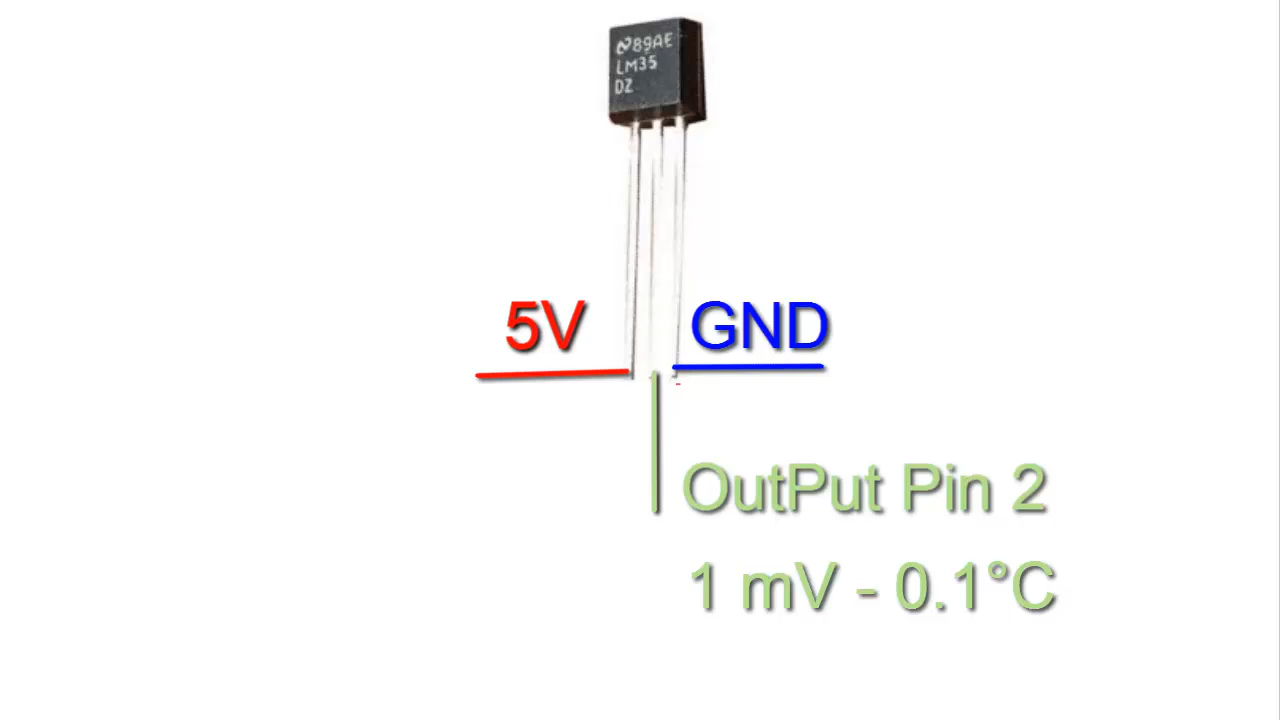 89AE
LM35
DZ
5V
GND
OutPut Pin 2
1 mV - 0.1°C